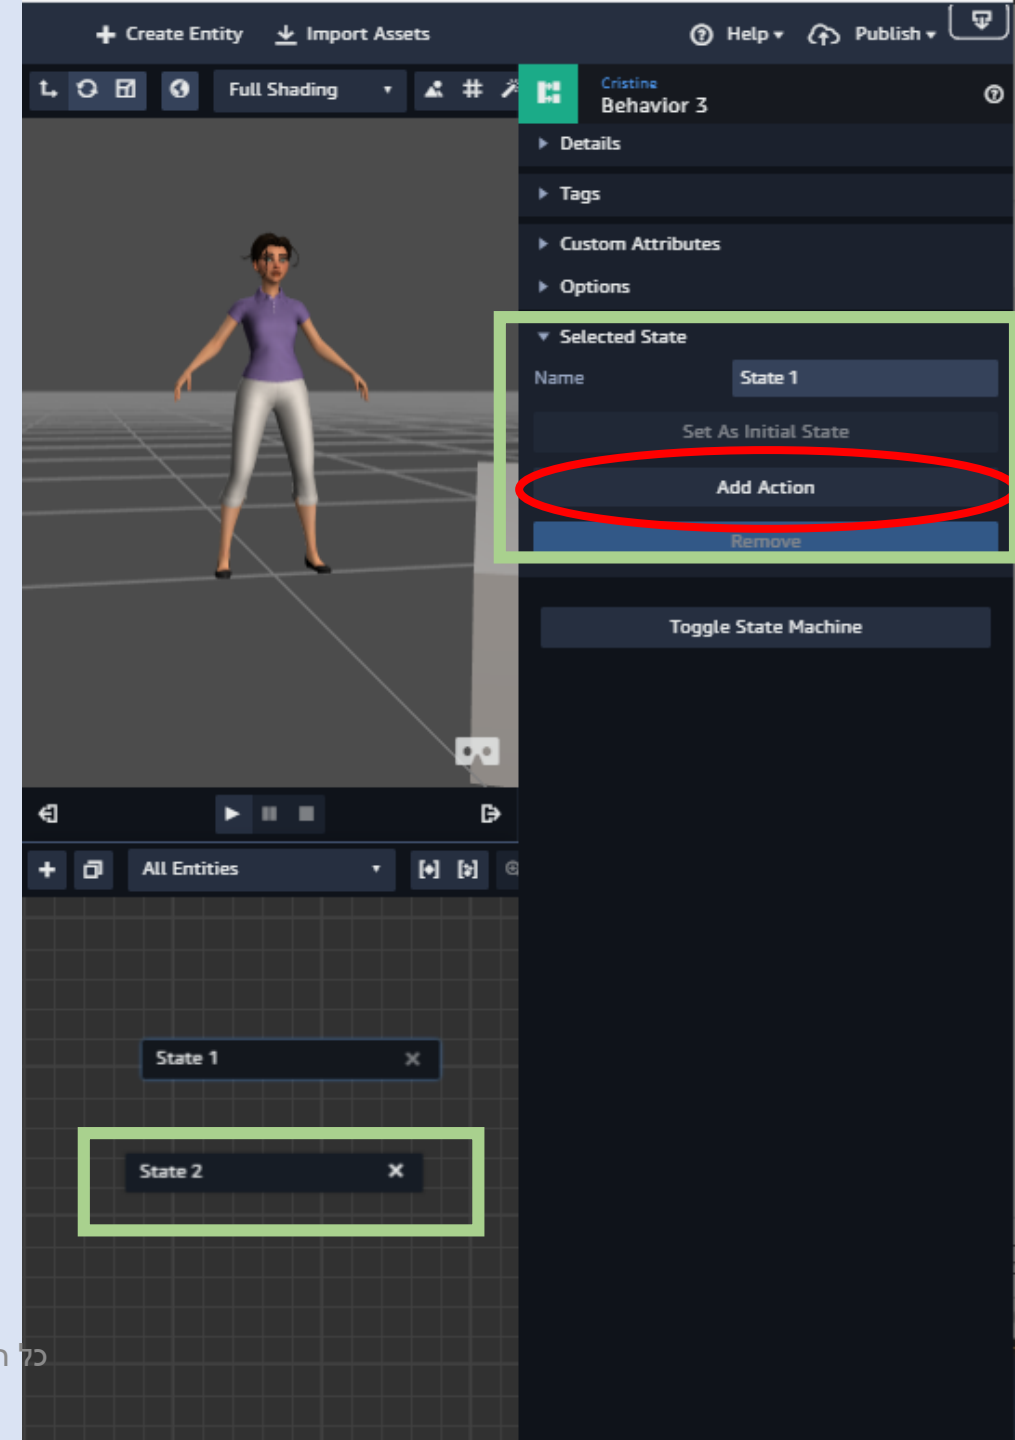 Create Entity
Import Assets
Help
Publish
Full Shading
Cristine
Behavior 3
Details
Tags
Custom Attributes
Options
Selected State
Name
State 1
Set As Initial State
Add Action
Remove
Toggle State Machine
All Entities
State 1
State 2
כל